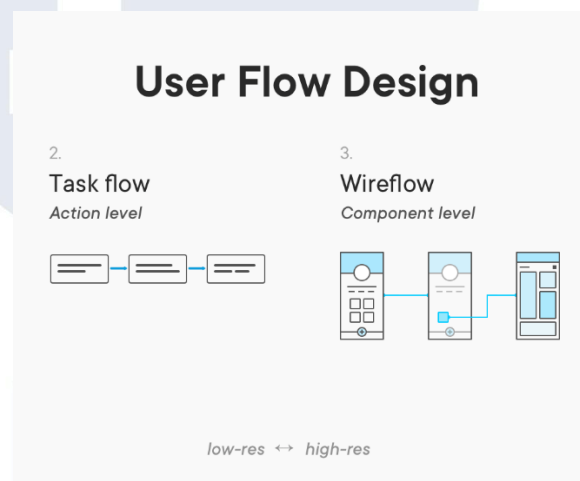 User Flow Design
2.
Task flow
Action level
3.
Wireflow
Component level
low-res ↔ high-res